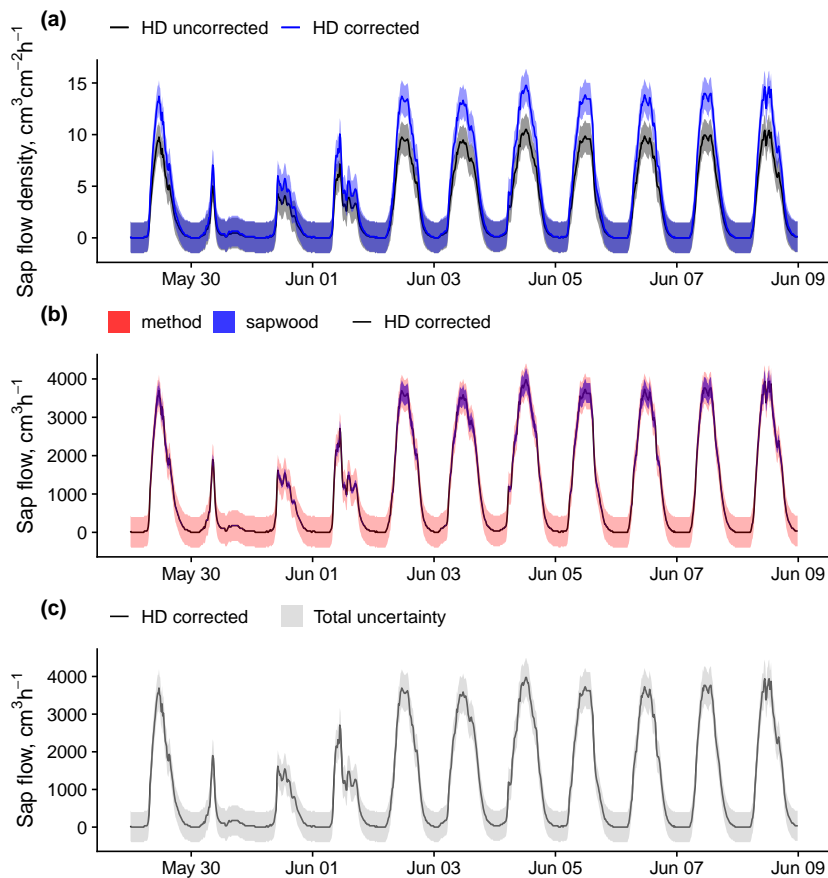 (a)
HD uncorrected HD corrected
Sap flow density, cm³cm⁻²h⁻¹
15
10
5
0
May 30 Jun 01 Jun 03 Jun 05 Jun 07 Jun 09
(b)
method sapwood HD corrected
Sap flow, cm³h⁻¹
4000
3000
2000
1000
0
May 30 Jun 01 Jun 03 Jun 05 Jun 07 Jun 09
(c)
HD corrected Total uncertainty
Sap flow, cm³h⁻¹
4000
3000
2000
1000
0
May 30 Jun 01 Jun 03 Jun 05 Jun 07 Jun 09